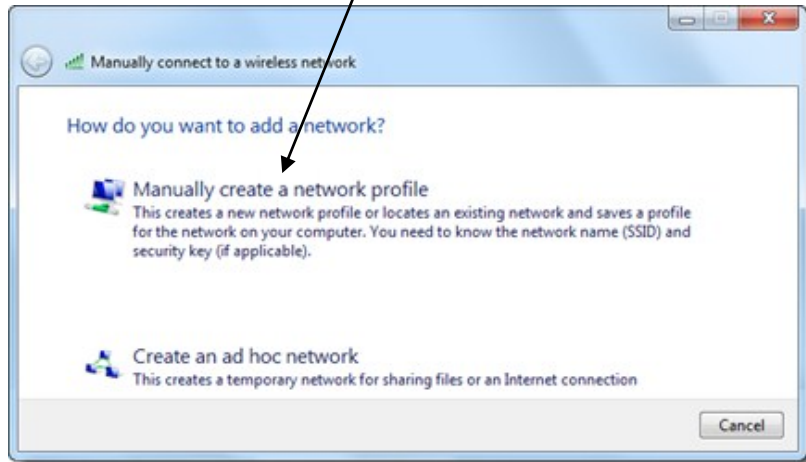 Manually connect to a wireless network
How do you want to add a network?
Manually create a network profile
This creates a new network profile or locates an existing network and saves a profile
for the network on your computer. You need to know the network name (SSID) and
security key (if applicable).
Create an ad hoc network
This creates a temporary network for sharing files or an Internet connection
Cancel